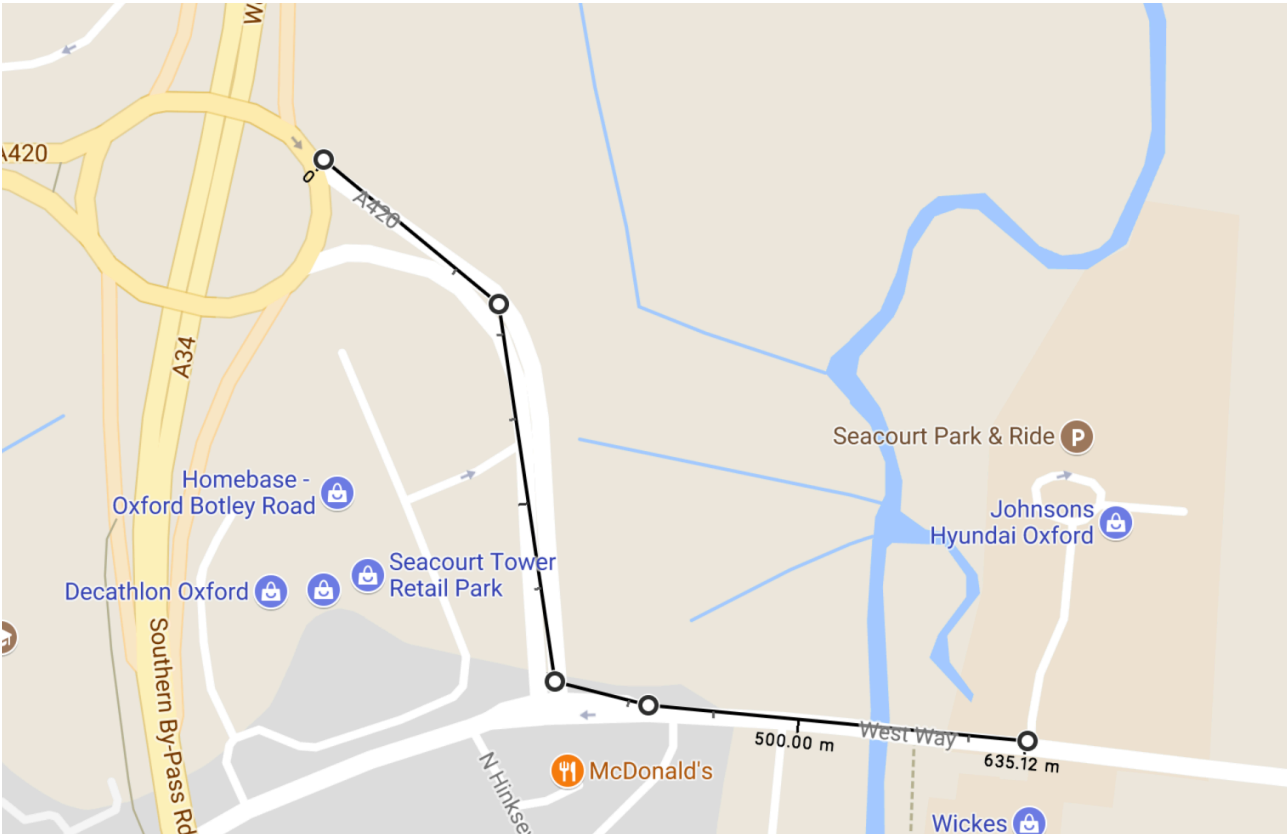 A420
0
A420
A34
Seacourt Park & Ride
P
Homebase -
Oxford Botley Road
Johnsons
Hyundai Oxford
Seacourt Tower
Retail Park
Decathlon Oxford
Southern By-Pass Rd
West Way
500.00 m
635.12 m
N Hinksey
McDonald's
Wickes